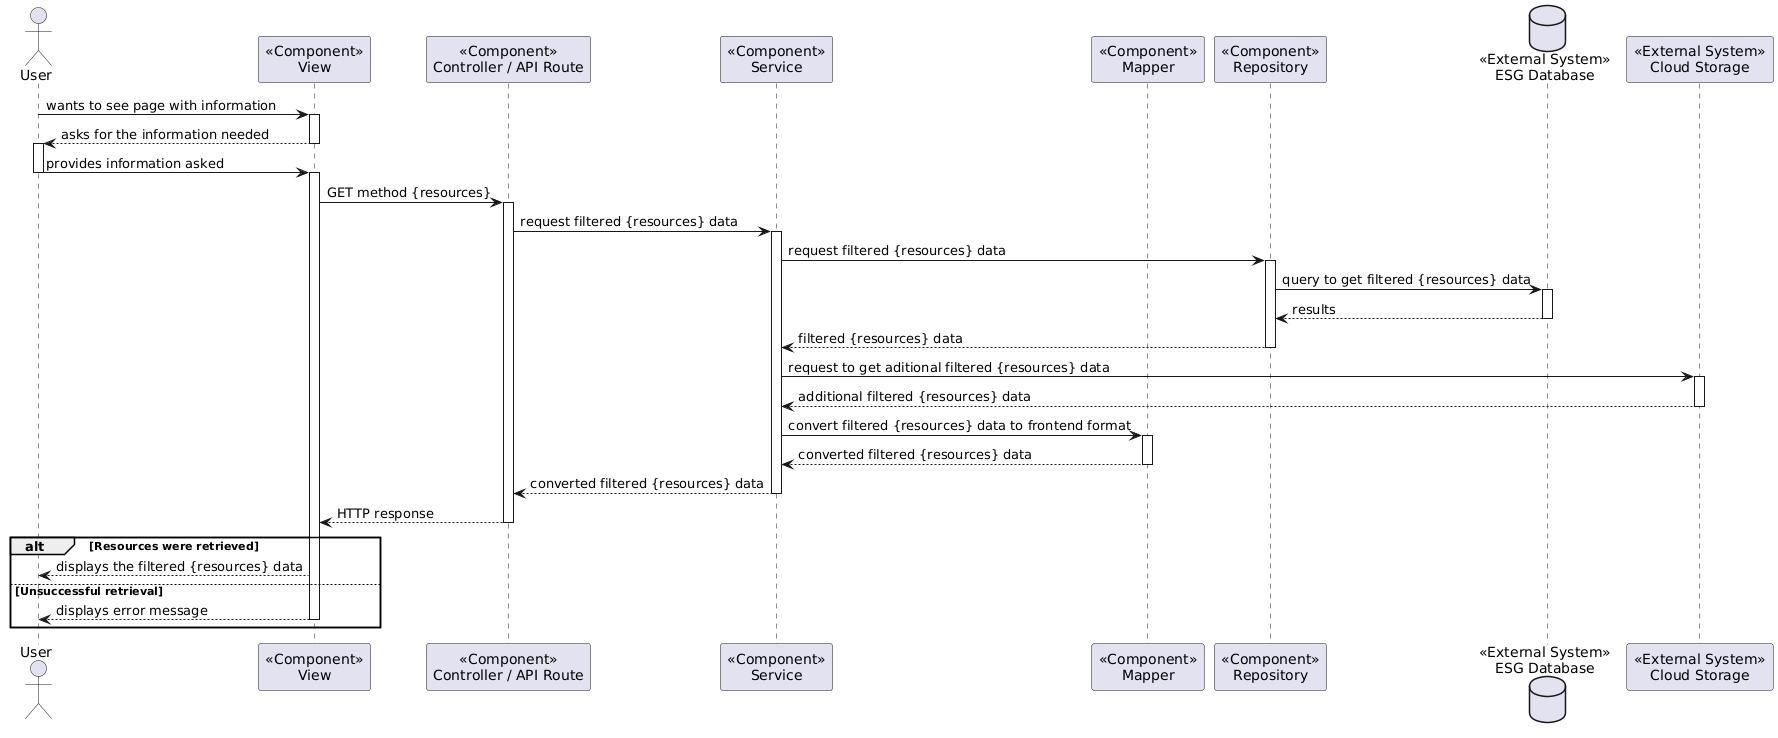 User
«Component»
View
«Component»
Controller / API Route
«Component»
Service
«Component»
Mapper
«Component»
Repository
«External System»
ESG Database
«External System»
Cloud Storage
wants to see page with information
asks for the information needed
provides information asked
GET method {resources}
request filtered {resources} data
request filtered {resources} data
query to get filtered {resources} data
results
filtered {resources} data
request to get aditional filtered {resources} data
additional filtered {resources} data
convert filtered {resources} data to frontend format
converted filtered {resources} data
converted filtered {resources} data
HTTP response
alt [Resources were retrieved]
displays the filtered {resources} data
[Unsuccessful retrieval]
displays error message
User
«Component»
View
«Component»
Controller / API Route
«Component»
Service
«Component»
Mapper
«Component»
Repository
«External System»
ESG Database
«External System»
Cloud Storage